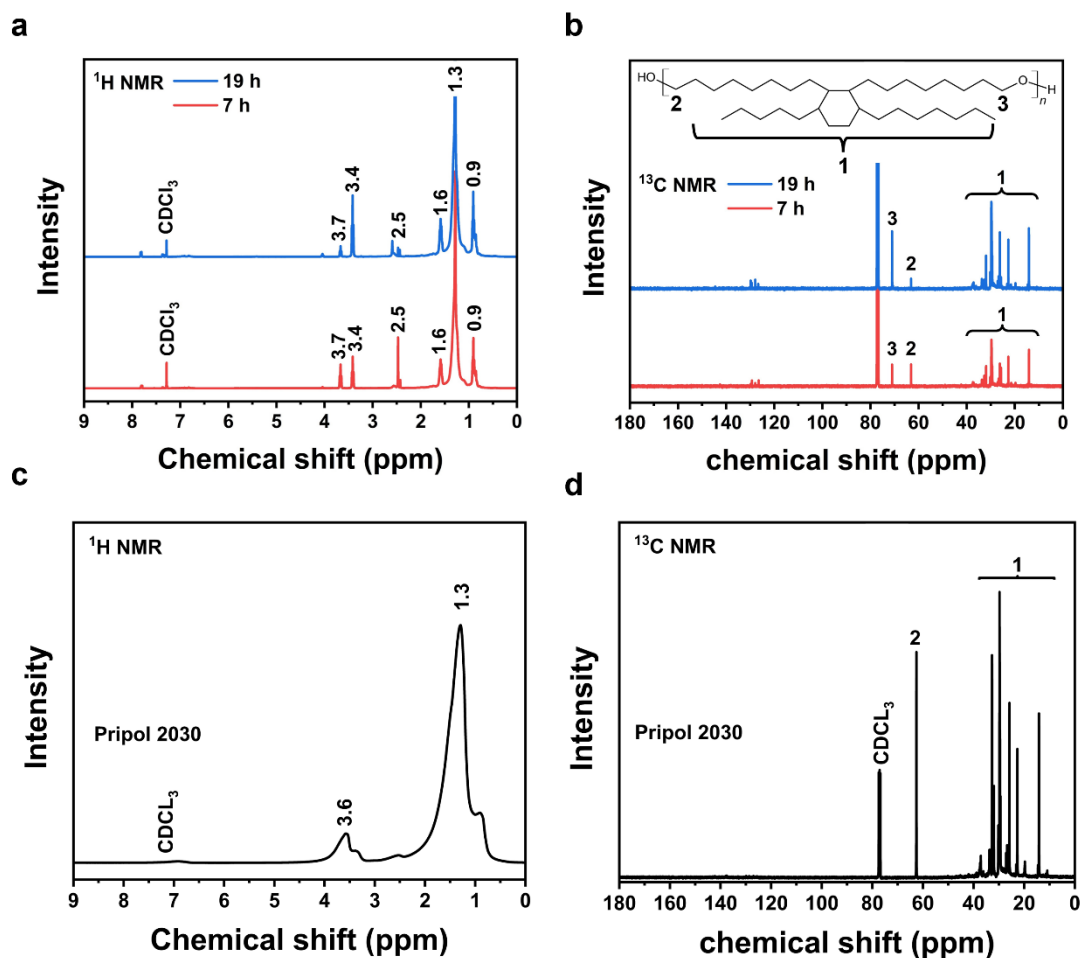 a
¹H NMR
19 h
7 h
CDCl₃
3.7
3.4
2.5
1.6
1.3
0.9
CDCl₃
3.7
3.4
2.5
1.6
0.9
Intensity
9 8 7 6 5 4 3 2 1 0
Chemical shift (ppm)
b
HO
2
3
O
H
n
1
¹³C NMR
19 h
7 h
3
2
1
3
2
1
Intensity
180 160 140 120 100 80 60 40 20 0
chemical shift (ppm)
c
¹H NMR
1.3
Pripol 2030
CDCL₃
3.6
Intensity
9 8 7 6 5 4 3 2 1 0
Chemical shift (ppm)
d
¹³C NMR
1
2
Pripol 2030
CDCL₃
Intensity
180 160 140 120 100 80 60 40 20 0
chemical shift (ppm)